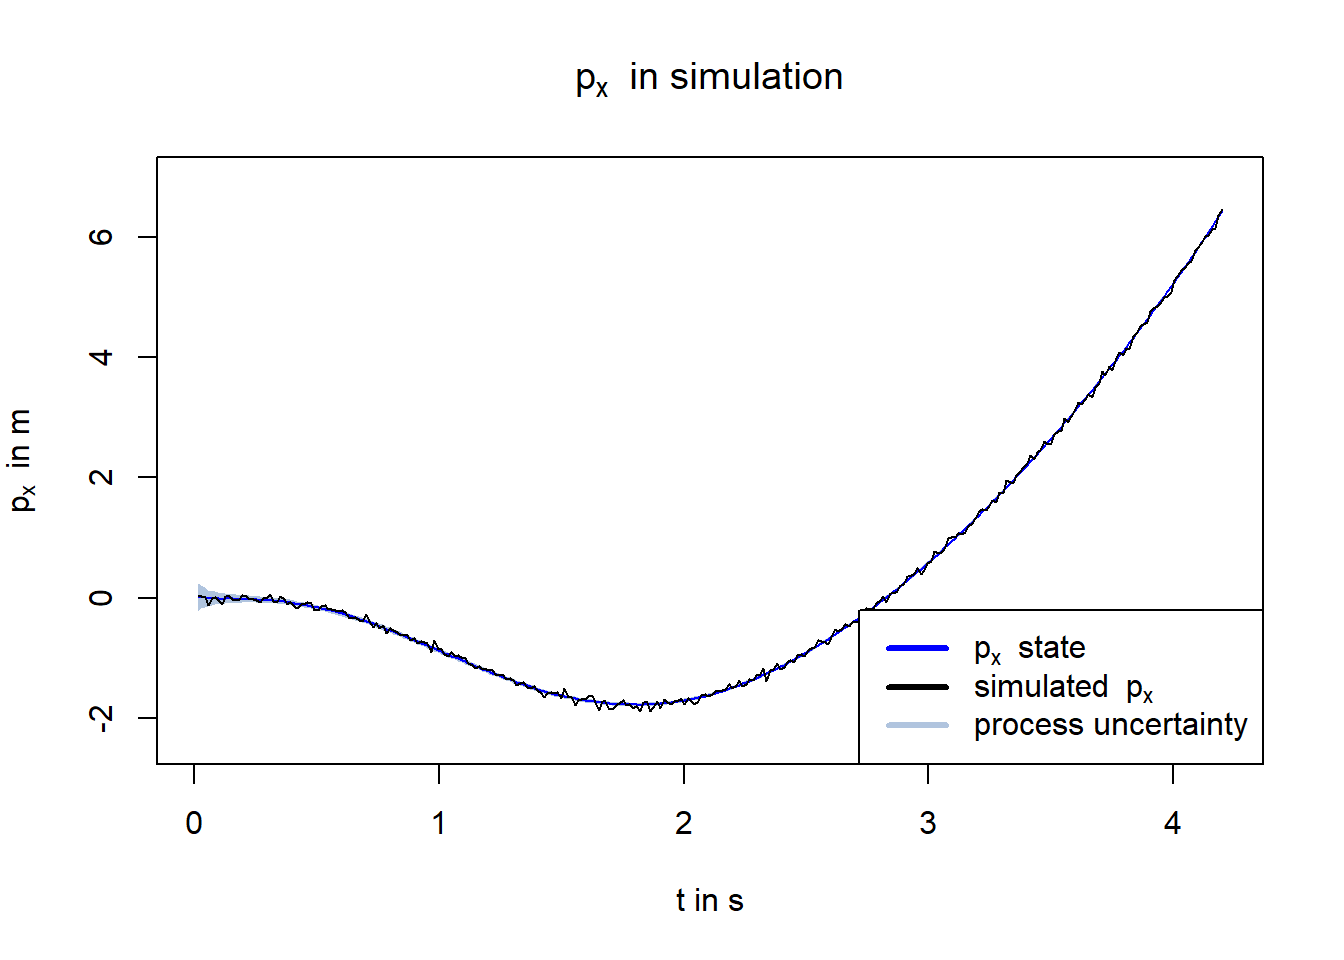 pₓ in simulation
pₓ in m
6
4
2
0
-2
0 1 2 3 4
t in s
pₓ state
simulated pₓ
process uncertainty